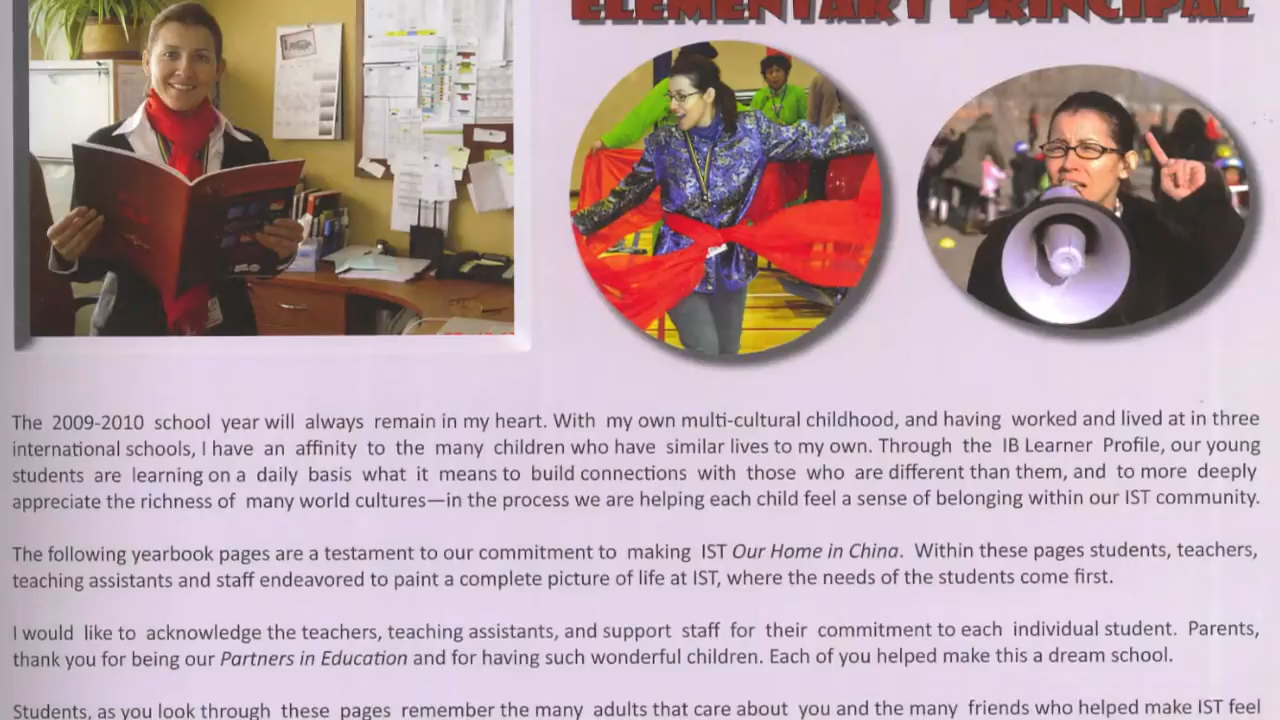 ELEMENTARY PRINCIPAL
The 2009-2010 school year will always remain in my heart. With my own multi-cultural childhood, and having worked and lived at in three
international schools, I have an affinity to the many children who have similar lives to my own. Through the IB Learner Profile, our young
students are learning on a daily basis what it means to build connections with those who are different than them, and to more deeply
appreciate the richness of many world cultures—in the process we are helping each child feel a sense of belonging within our IST community.
The following yearbook pages are a testament to our commitment to making IST Our Home in China. Within these pages students, teachers,
teaching assistants and staff endeavored to paint a complete picture of life at IST, where the needs of the students come first.
I would like to acknowledge the teachers, teaching assistants, and support staff for their commitment to each individual student. Parents,
thank you for being our Partners in Education and for having such wonderful children. Each of you helped make this a dream school.
Students, as you look through these pages remember the many adults that care about you and the many friends who helped make IST feel